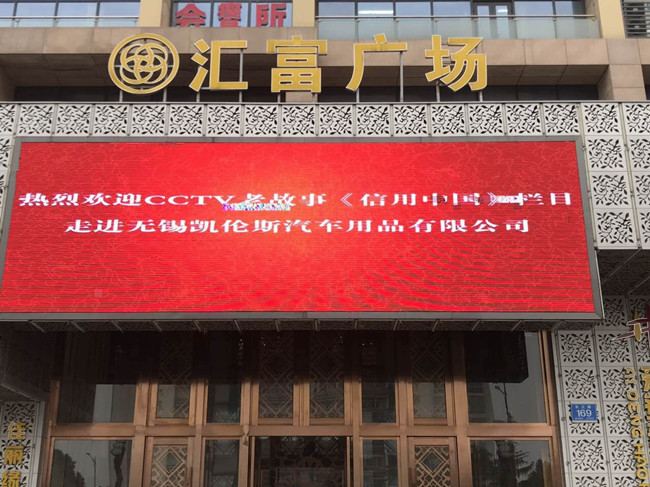 会誓所
汇富广场
热烈欢迎CCTV老故事《信用中国》栏目
走进无锡凯伦斯汽车用品有限公司
169